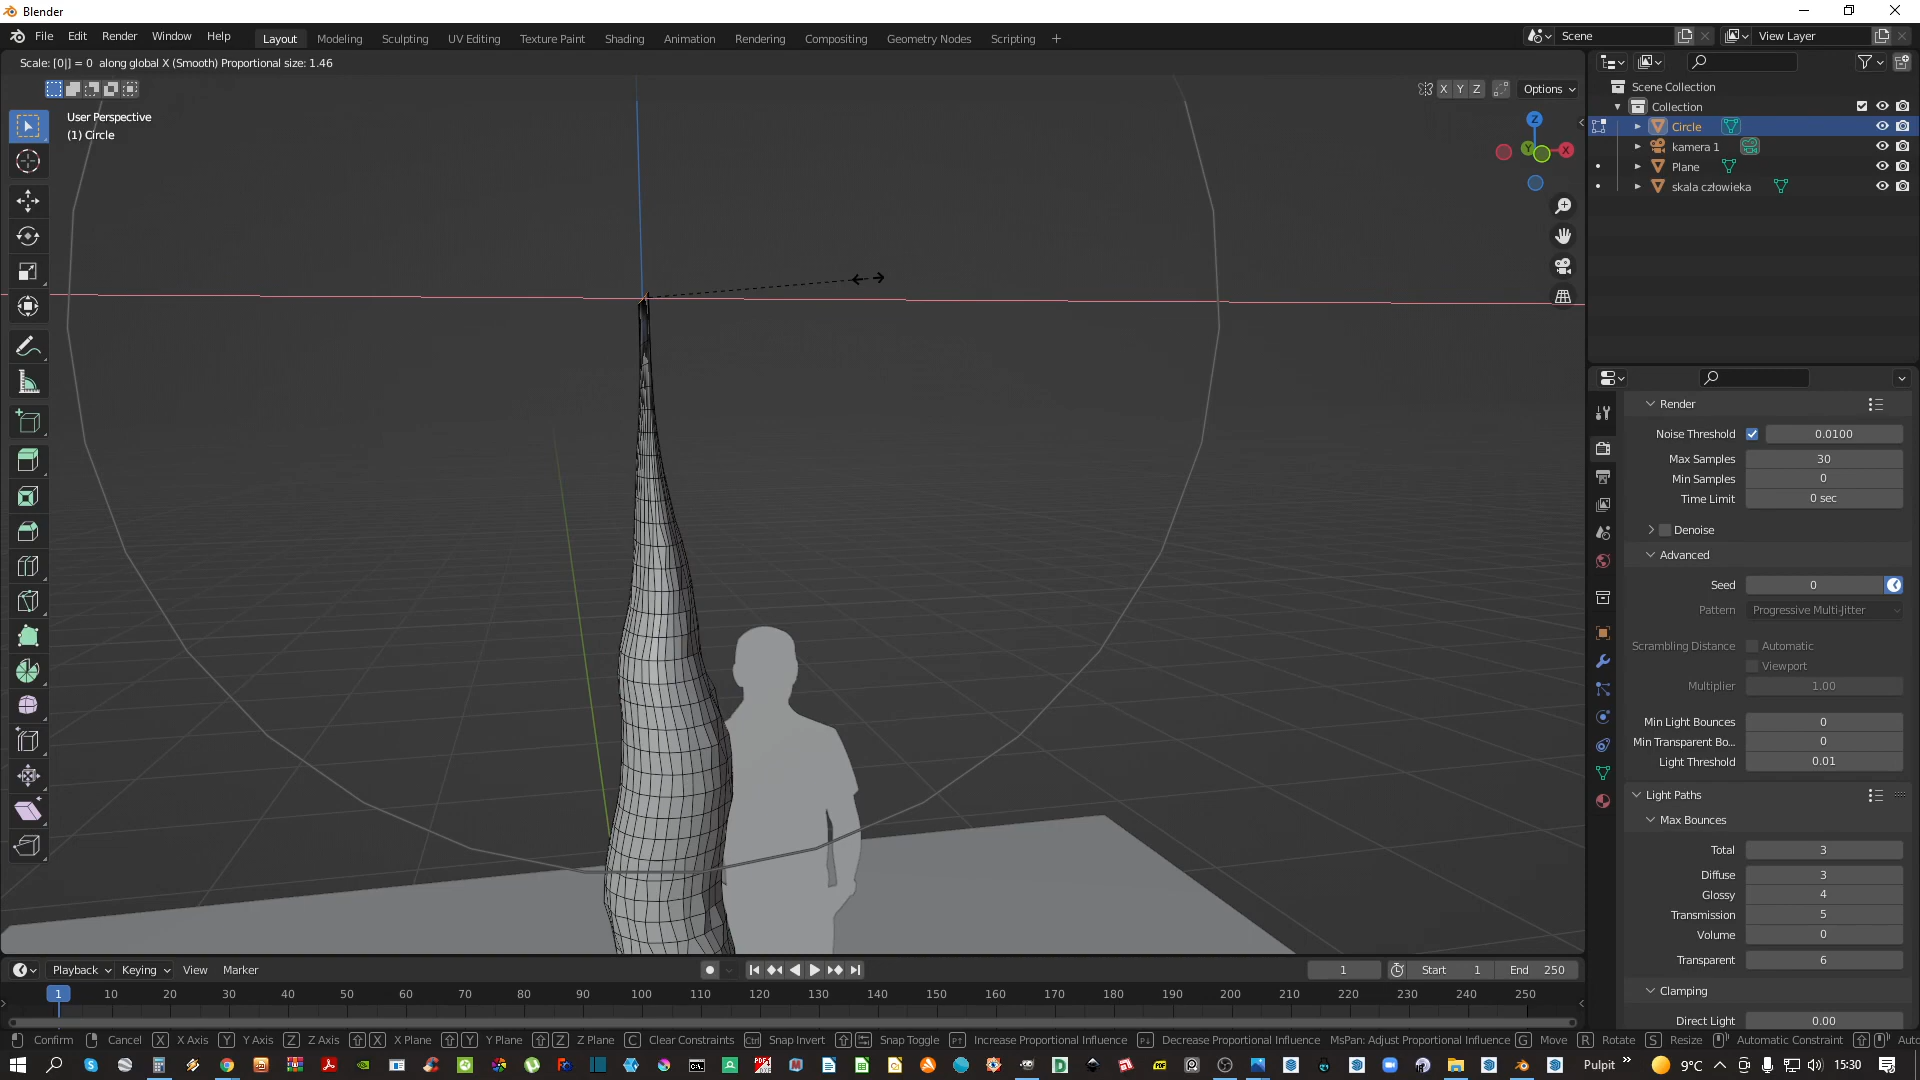 Blender
File Edit Render Window Help Layout Modeling Sculpting UV Editing Texture Paint Shading Animation Rendering Compositing Geometry Nodes Scripting + Scene View Layer
Scale: [0|] = 0 along global X (Smooth) Proportional size: 1.46
X Y Z Options
User Perspective
(1) Circle
Z
Y
X
Scene Collection
Collection
Circle
kamera 1
Plane
skala człowieka
Render
Noise Threshold 0.0100
Max Samples 30
Min Samples 0
Time Limit 0 sec
Denoise
Advanced
Seed 0
Pattern Progressive Multi-Jitter
Scrambling Distance Automatic
Viewport
Multiplier 1.00
Min Light Bounces 0
Min Transparent Bo... 0
Light Threshold 0.01
Light Paths
Max Bounces
Total 3
Diffuse 3
Glossy 4
Transmission 5
Volume 0
Transparent 6
Clamping
Direct Light 0.00
Playback Keying View Marker 1 Start 1 End 250
1 10 20 30 40 50 60 70 80 90 100 110 120 130 140 150 160 170 180 190 200 210 220 230 240 250
Confirm Cancel X X Axis Y Y Axis Z Z Axis X X Plane Y Y Plane Z Z Plane C Clear Constraints Ctrl Snap Invert Snap Toggle Increase Proportional Influence Decrease Proportional Influence MsPan: Adjust Proportional Influence G Move R Rotate S Resize Automatic Constraint
Pulpit 9°C 15:30